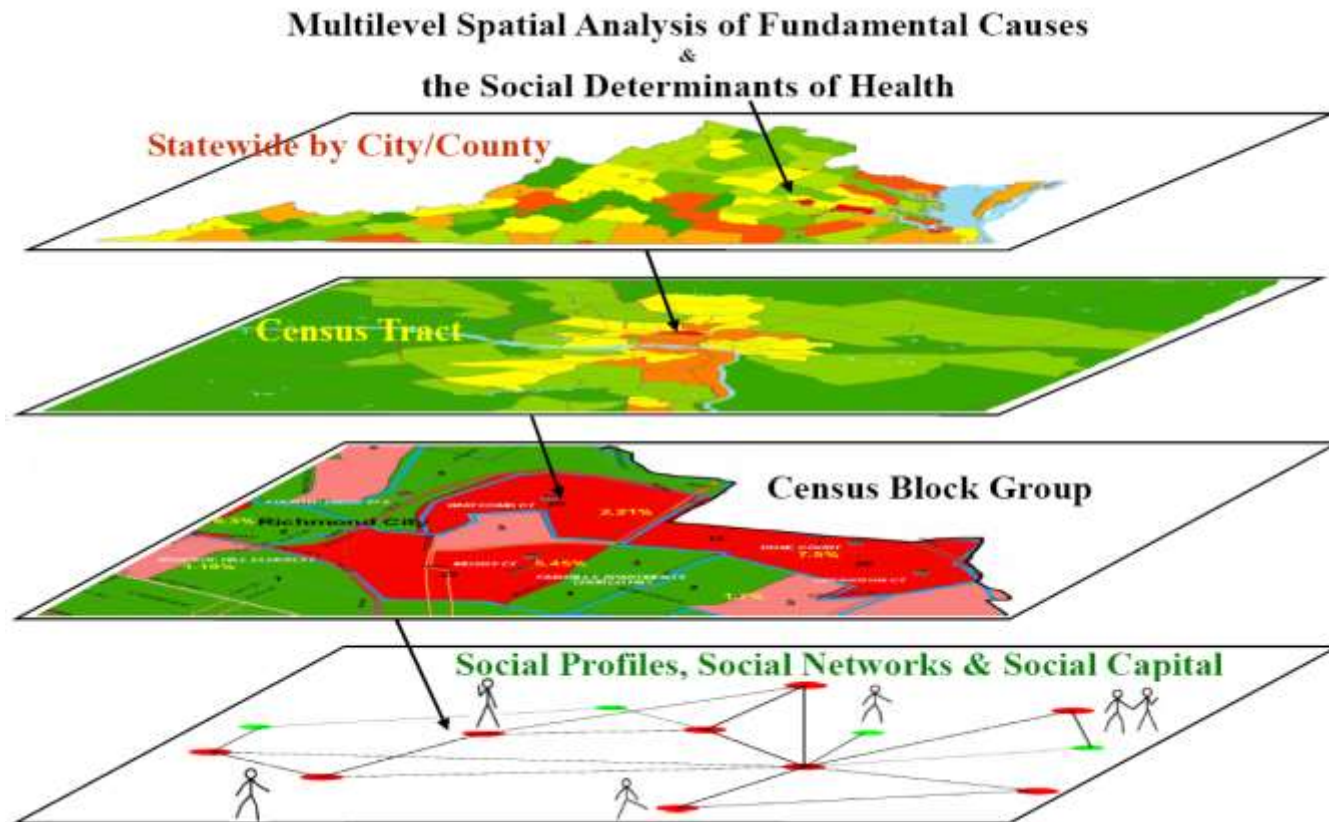 Multilevel Spatial Analysis of Fundamental Causes
&
the Social Determinants of Health
Statewide by City/County
Census Tract
Census Block Group
2.21%
Richmond City
7.5%
5.45%
1.10%
Social Profiles, Social Networks & Social Capital